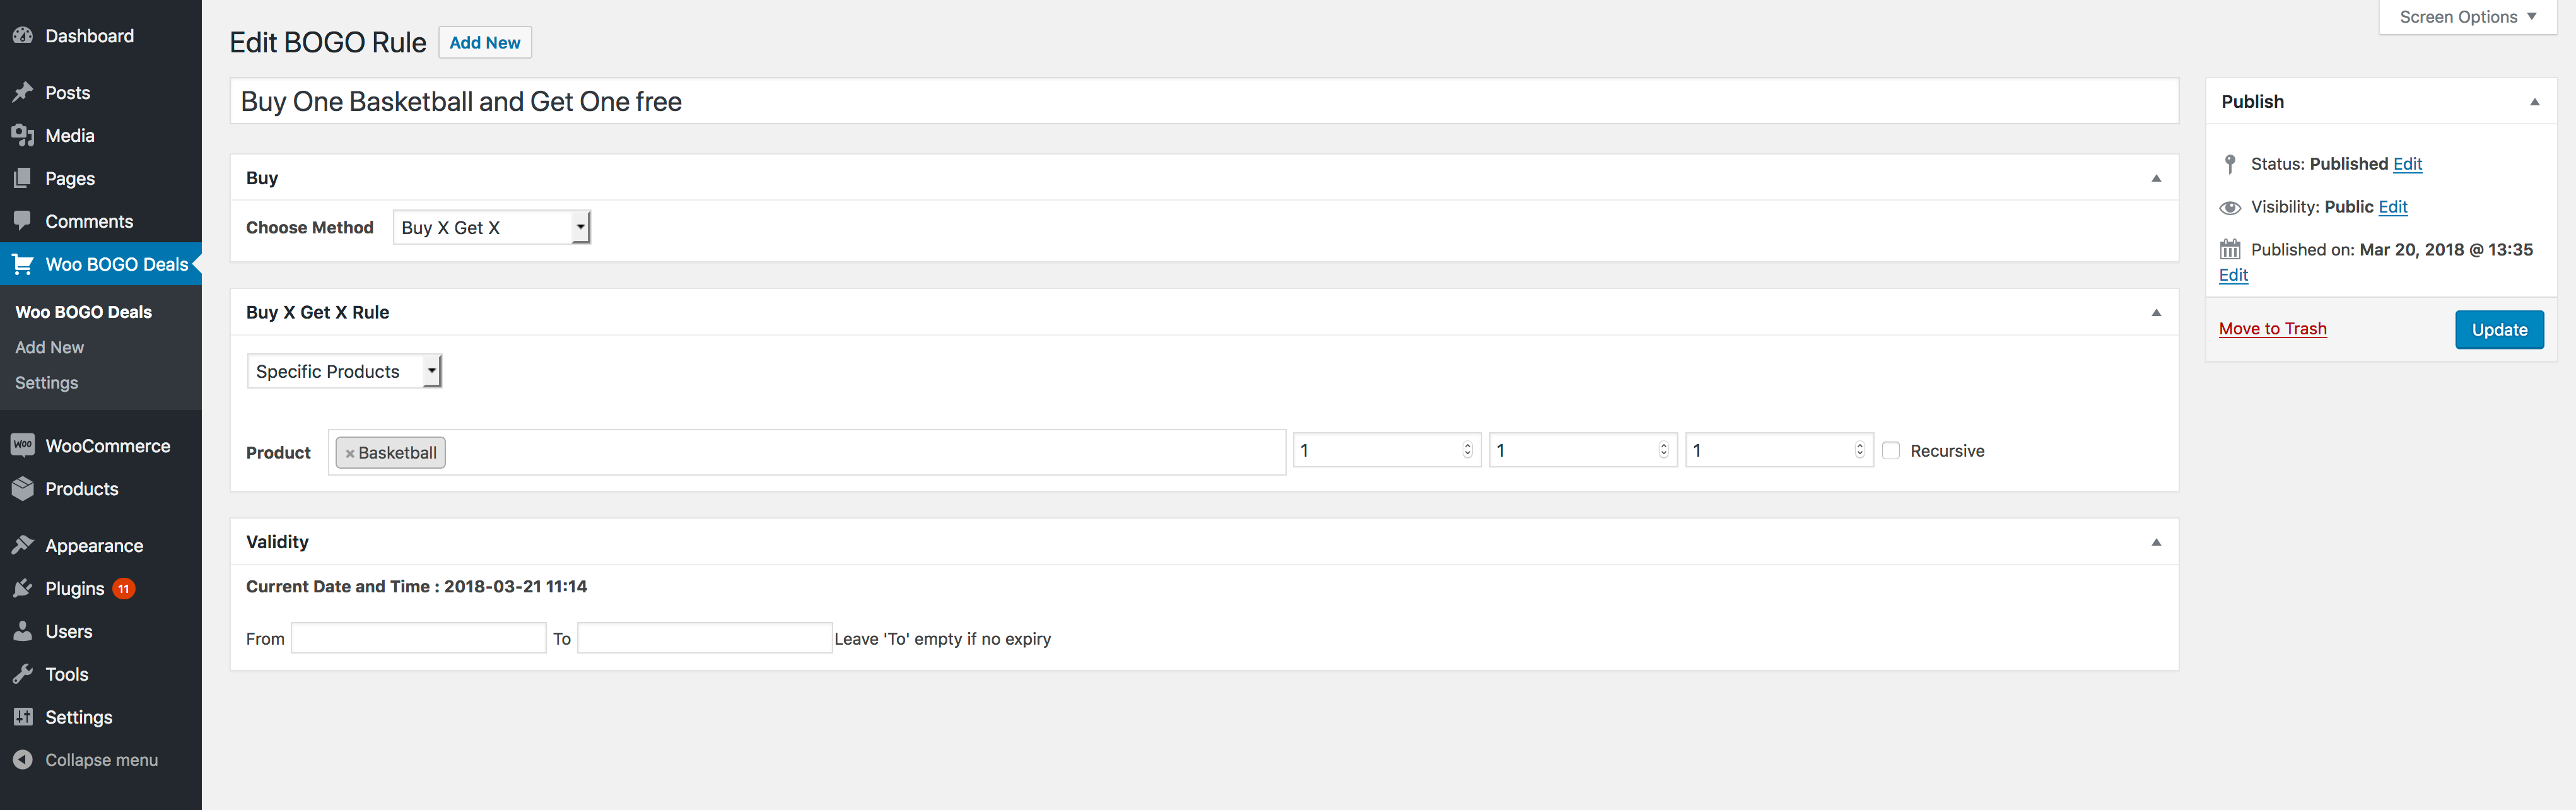 Dashboard
Posts
Media
Pages
Comments
Woo BOGO Deals
Woo BOGO Deals
Add New
Settings
WOO WooCommerce
Products
Appearance
Plugins 11
Users
Tools
Settings
Collapse menu
Screen Options
Edit BOGO Rule Add New
Buy One Basketball and Get One free
Buy
Choose Method Buy X Get X
Buy X Get X Rule
Specific Products
Product × Basketball 1 1 1 Recursive
Validity
Current Date and Time : 2018-03-21 11:14
From To Leave 'To' empty if no expiry
Publish
Status: Published Edit
Visibility: Public Edit
Published on: Mar 20, 2018 @ 13:35
Edit
Move to Trash Update